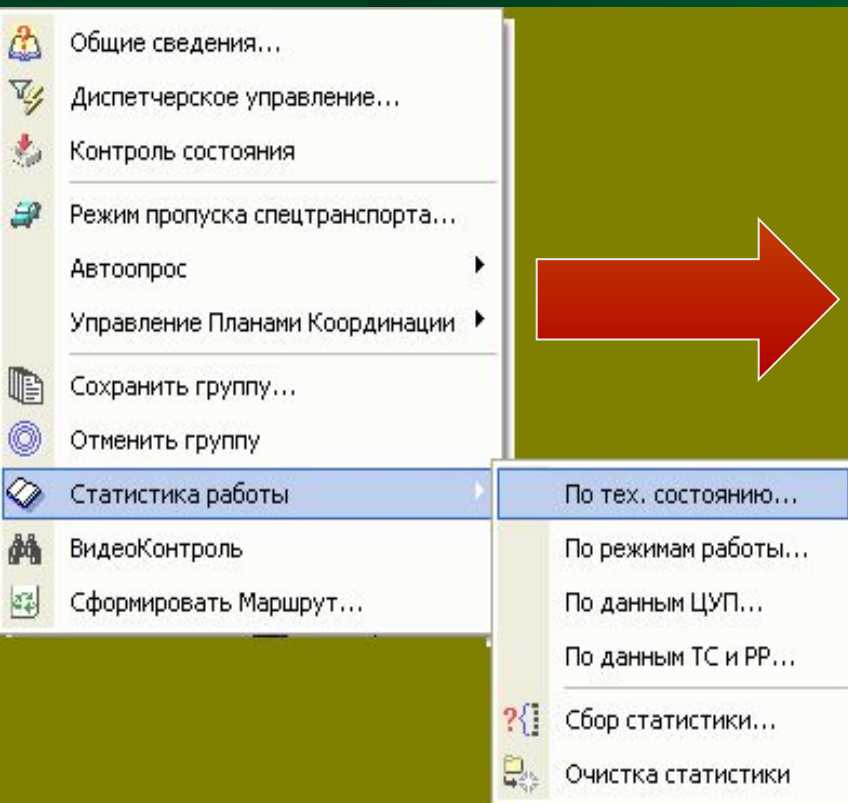 Общие сведения...
Диспетчерское управление...
Контроль состояния
Режим пропуска спецтранспорта...
Автоопрос
Управление Планами Координации
Сохранить группу...
Отменить группу
Статистика работы
ВидеоКонтроль
Сформировать Маршрут...
По тех. состоянию...
По режимам работы...
По данным ЦУП...
По данным ТС и РР...
Сбор статистики...
Очистка статистики